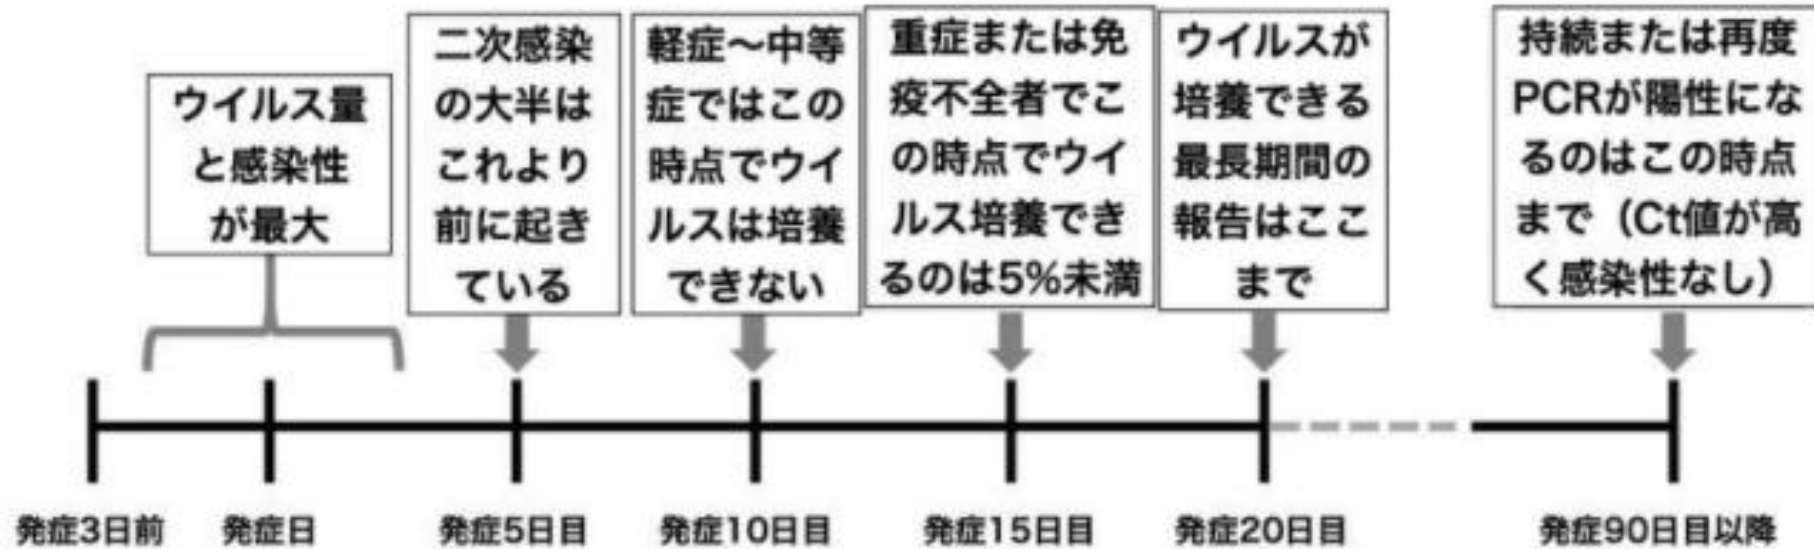 ウイルス量
と感染性
が最大
二次感染
の大半は
これより
前に起き
ている
軽症〜中等
症ではこの
時点でウイ
ルスは培養
できない
重症または免
疫不全者でこ
の時点でウイ
ルス培養でき
るのは5%未満
ウイルスが
培養できる
最長期間の
報告はここ
まで
持続または再度
PCRが陽性にな
るのはこの時点
まで（Ct値が高
く感染性なし）
発症3日前
発症日
発症5日目
発症10日目
発症15日目
発症20日目
発症90日目以降